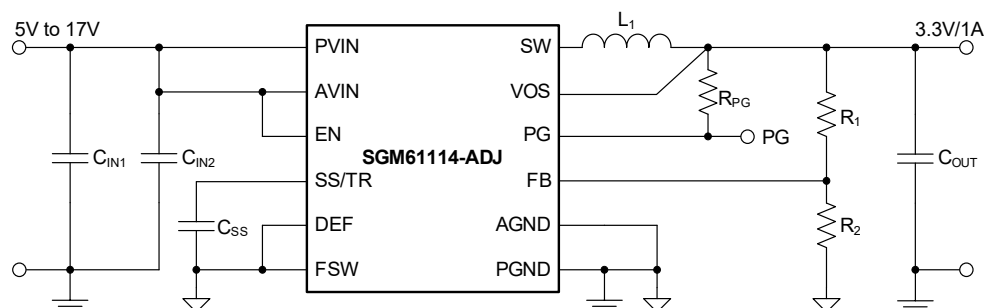 5V to 17V
L1
3.3V/1A
PVIN
SW
AVIN
VOS
RPG
EN
PG
PG
R1
SGM61114-ADJ
CIN1
CIN2
COUT
SS/TR
FB
CSS
DEF
AGND
R2
FSW
PGND